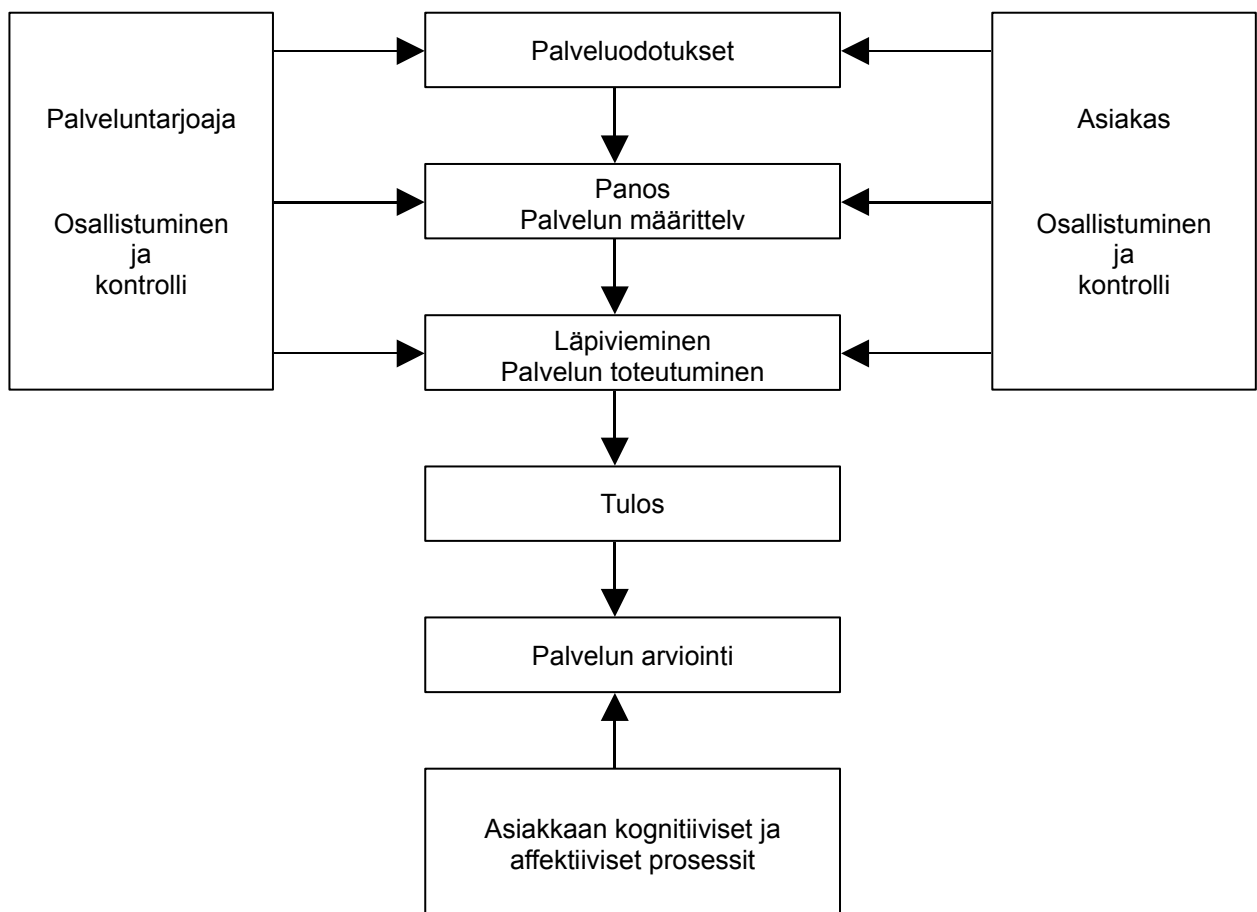 Palveluntarjoaja
Osallistuminen
ja
kontrolli
Palveluodotukset
Panos
Palvelun määrittely
Läpivieminen
Palvelun toteutuminen
Tulos
Palvelun arviointi
Asiakkaan kognitiiviset ja
affektiiviset prosessit
Asiakas
Osallistuminen
ja
kontrolli